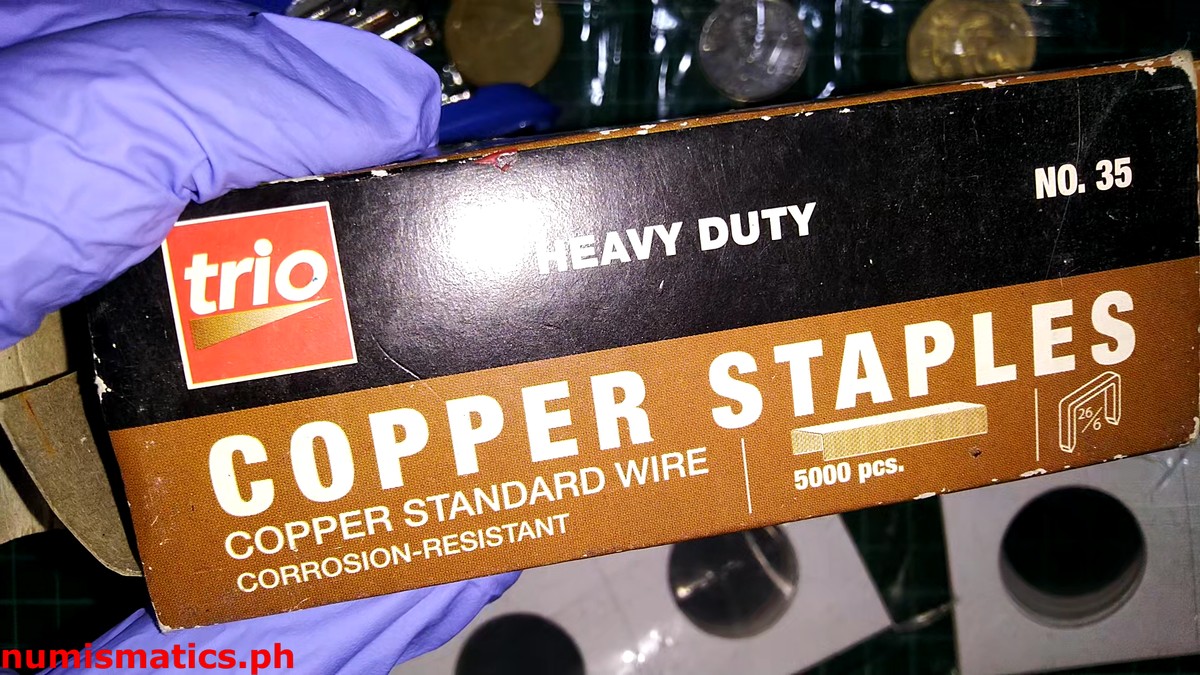 NO. 35
HEAVY DUTY
trio
COPPER STAPLES
COPPER STANDARD WIRE
CORROSION-RESISTANT
5000 pcs.
26/6
numismatics.ph